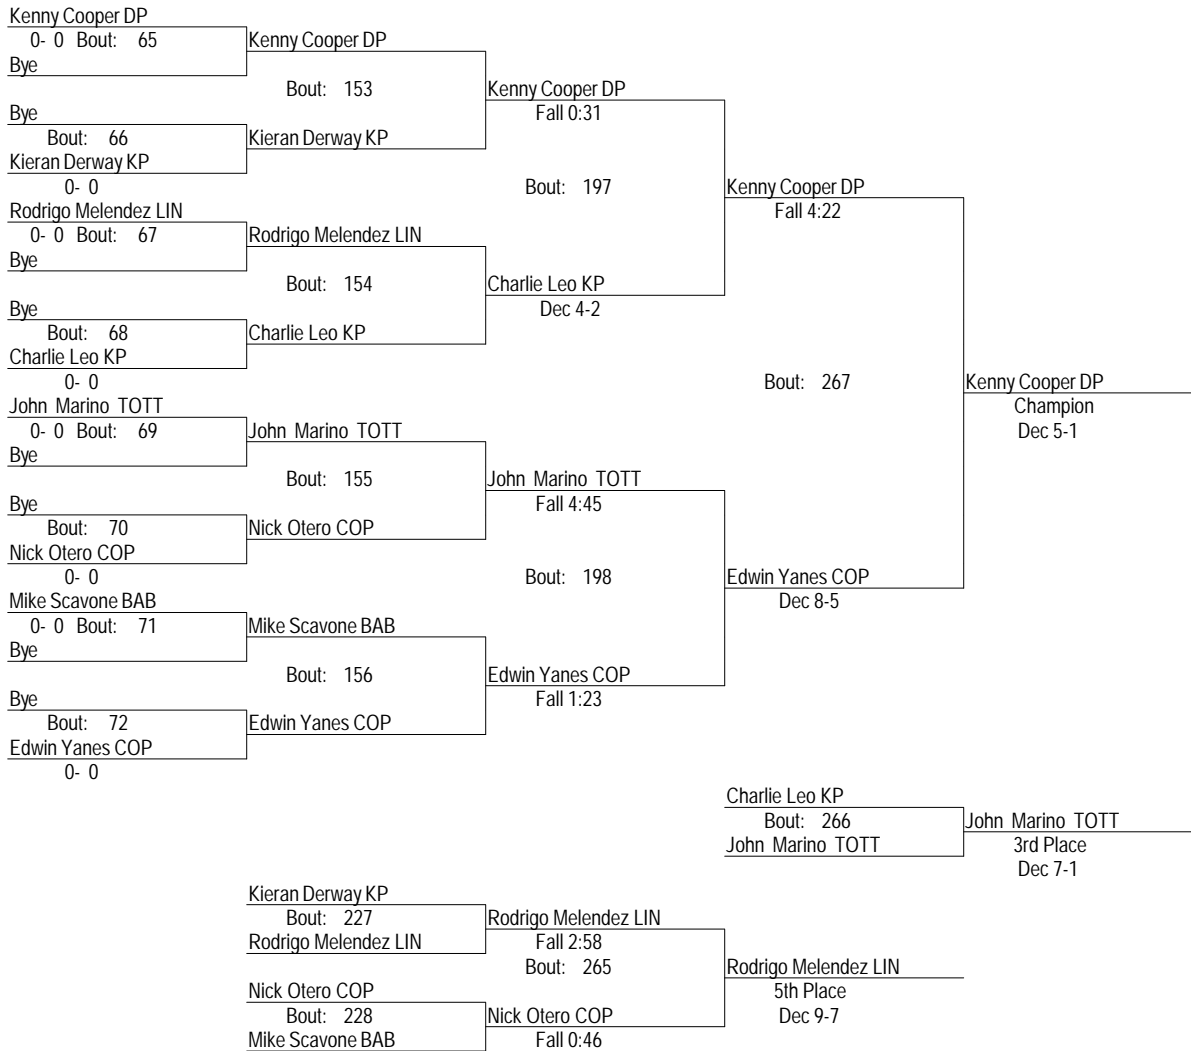 Kenny Cooper DP
0- 0 Bout: 65
Bye
Kenny Cooper DP
Bout: 153
Bye
Bout: 66
Kieran Derway KP
0- 0
Kieran Derway KP
Kenny Cooper DP
Fall 0:31
Bout: 197
Rodrigo Melendez LIN
0- 0 Bout: 67
Bye
Rodrigo Melendez LIN
Bout: 154
Bye
Bout: 68
Charlie Leo KP
0- 0
Charlie Leo KP
Charlie Leo KP
Dec 4-2
Kenny Cooper DP
Fall 4:22
Bout: 267
John Marino TOTT
0- 0 Bout: 69
Bye
John Marino TOTT
Bout: 155
Bye
Bout: 70
Nick Otero COP
0- 0
Nick Otero COP
John Marino TOTT
Fall 4:45
Bout: 198
Mike Scavone BAB
0- 0 Bout: 71
Bye
Mike Scavone BAB
Bout: 156
Bye
Bout: 72
Edwin Yanes COP
0- 0
Edwin Yanes COP
Edwin Yanes COP
Fall 1:23
Edwin Yanes COP
Dec 8-5
Kenny Cooper DP
Champion
Dec 5-1
Charlie Leo KP
Bout: 266
John Marino TOTT
John Marino TOTT
3rd Place
Dec 7-1
Kieran Derway KP
Bout: 227
Rodrigo Melendez LIN
Rodrigo Melendez LIN
Fall 2:58
Bout: 265
Nick Otero COP
Bout: 228
Mike Scavone BAB
Nick Otero COP
Fall 0:46
Rodrigo Melendez LIN
5th Place
Dec 9-7